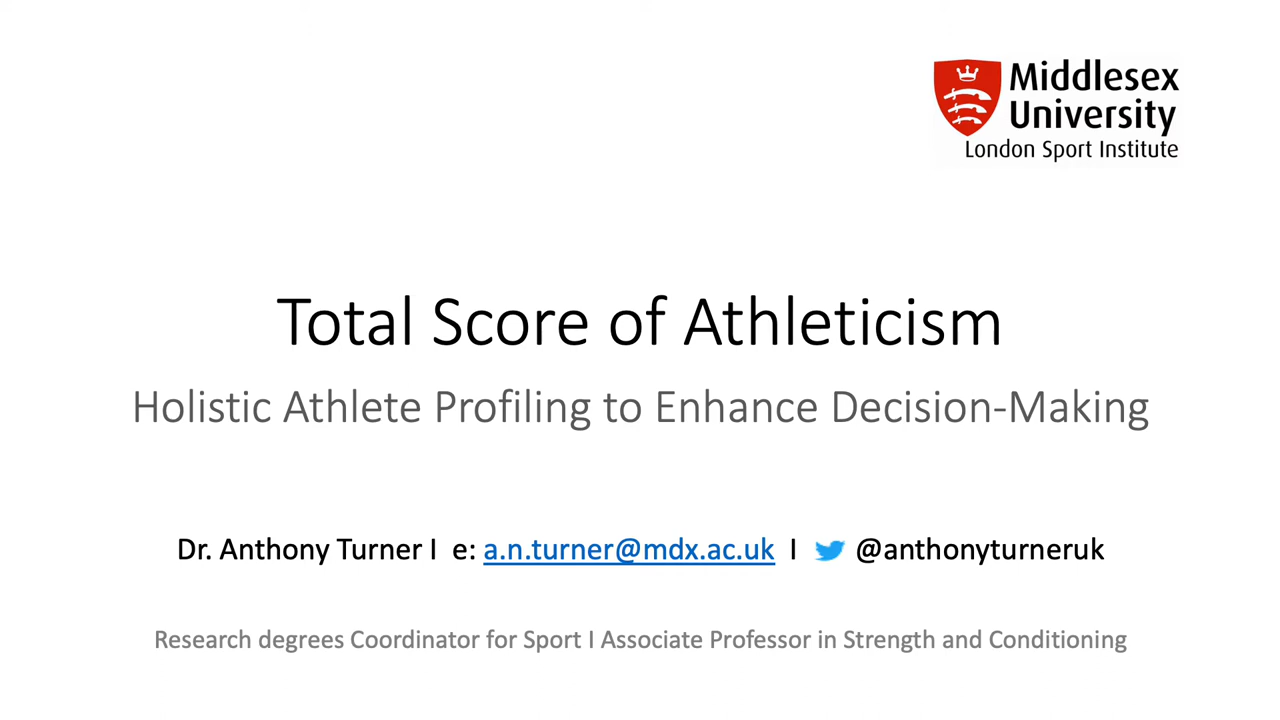 Middlesex
University
London Sport Institute
Total Score of Athleticism
Holistic Athlete Profiling to Enhance Decision-Making
Dr. Anthony Turner I e: a.n.turner@mdx.ac.uk I @anthonyturneruk
Research degrees Coordinator for Sport I Associate Professor in Strength and Conditioning